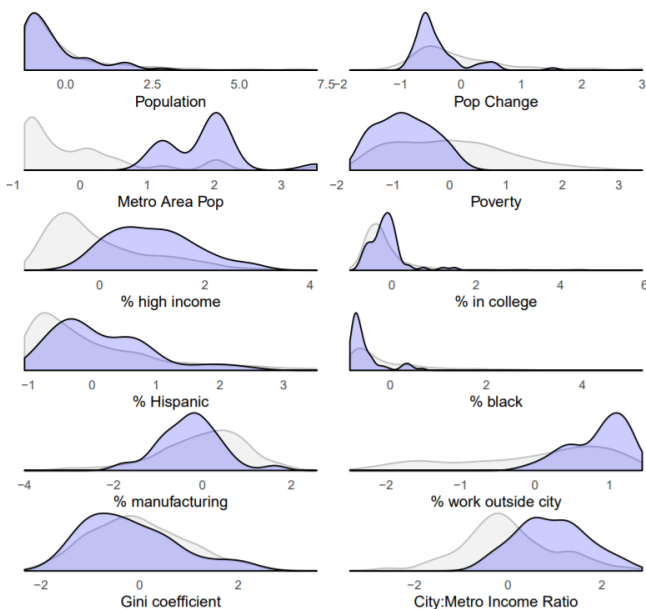 0.0 2.5 5.0 7.5 −2 −1 0 1 2 3
Population Pop Change
−1 0 1 2 3 −2 −1 0 1 2 3
Metro Area Pop Poverty
0 2 4 0 2 4 6
% high income % in college
−1 0 1 2 3 0 2 4
% Hispanic % black
−4 −2 0 2 −2 −1 0 1
% manufacturing % work outside city
−2 0 2 −2 0 2
Gini coefficient City:Metro Income Ratio